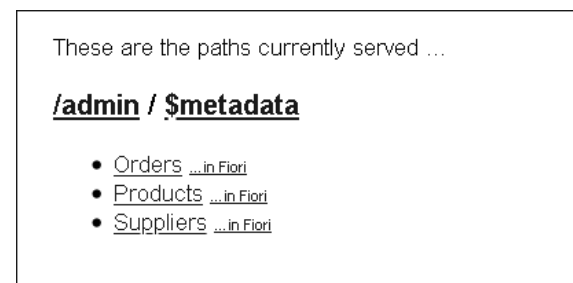 These are the paths currently served …
/admin / $metadata
Orders ...in Fiori
Products ...in Fiori
Suppliers ...in Fiori